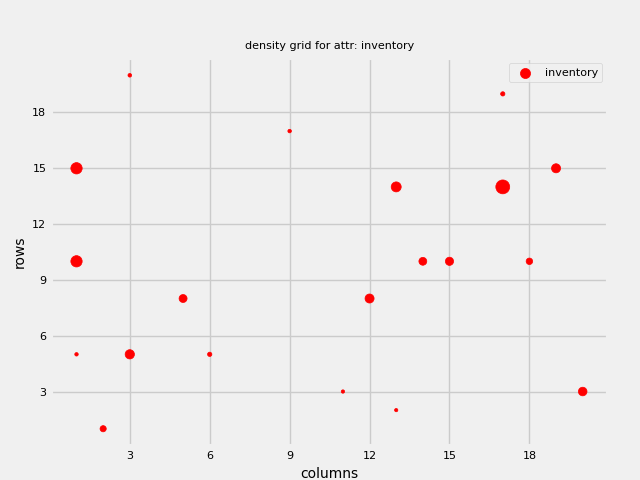 density grid for attr: inventory
inventory
18
15
12
9
6
3
rows
3 6 9 12 15 18
columns